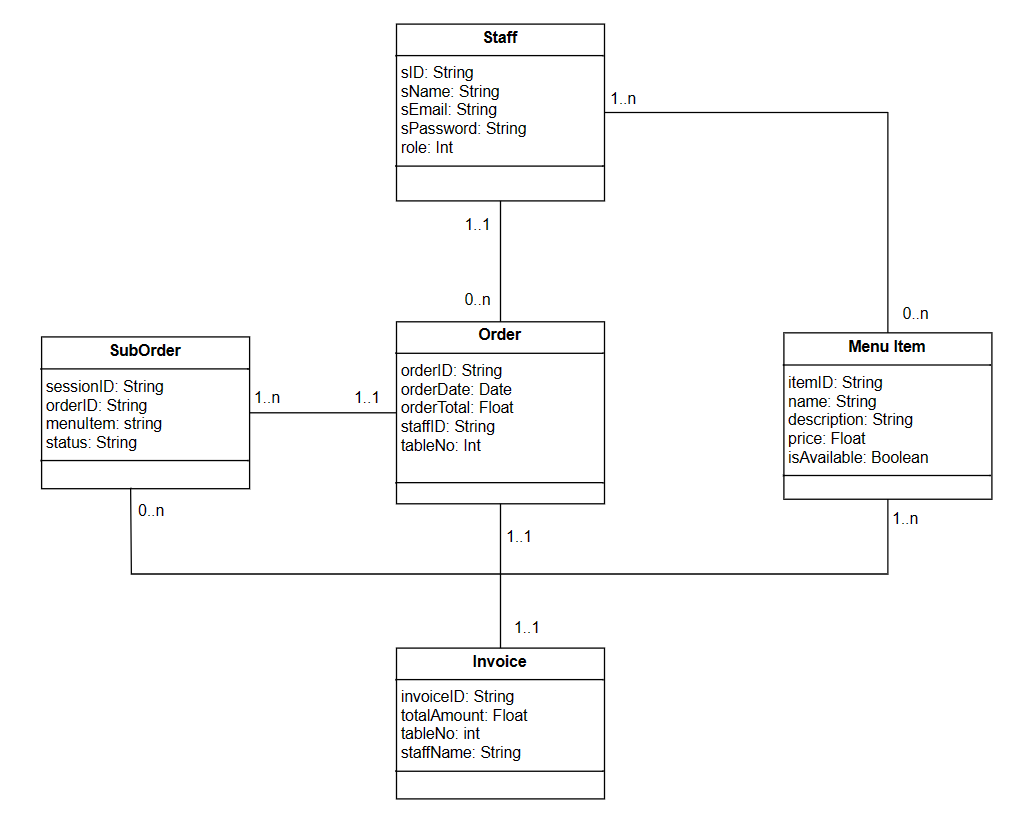 Staff
sID: String
sName: String
sEmail: String
sPassword: String
role: Int
1..n
1..1
0..n
0..n
Order
orderID: String
orderDate: Date
orderTotal: Float
staffID: String
tableNo: Int
Menu Item
itemID: String
name: String
description: String
price: Float
isAvailable: Boolean
SubOrder
sessionID: String
orderID: String
menuItem: string
status: String
1..n
1..1
0..n
1..1
1..n
1..1
Invoice
invoiceID: String
totalAmount: Float
tableNo: int
staffName: String